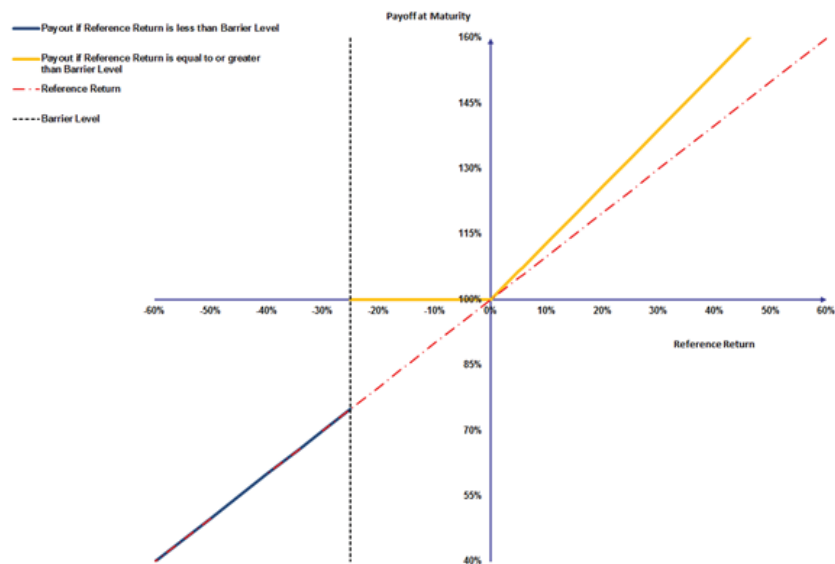 Payoff at Maturity
Payout if Reference Return is less than Barrier Level
Payout if Reference Return is equal to or greater
than Barrier Level
Reference Return
Barrier Level
160%
145%
130%
115%
100%
-60% -50% -40% -30% -20% -10% 0% 10% 20% 30% 40% 50% 60%
Reference Return
85%
70%
55%
40%